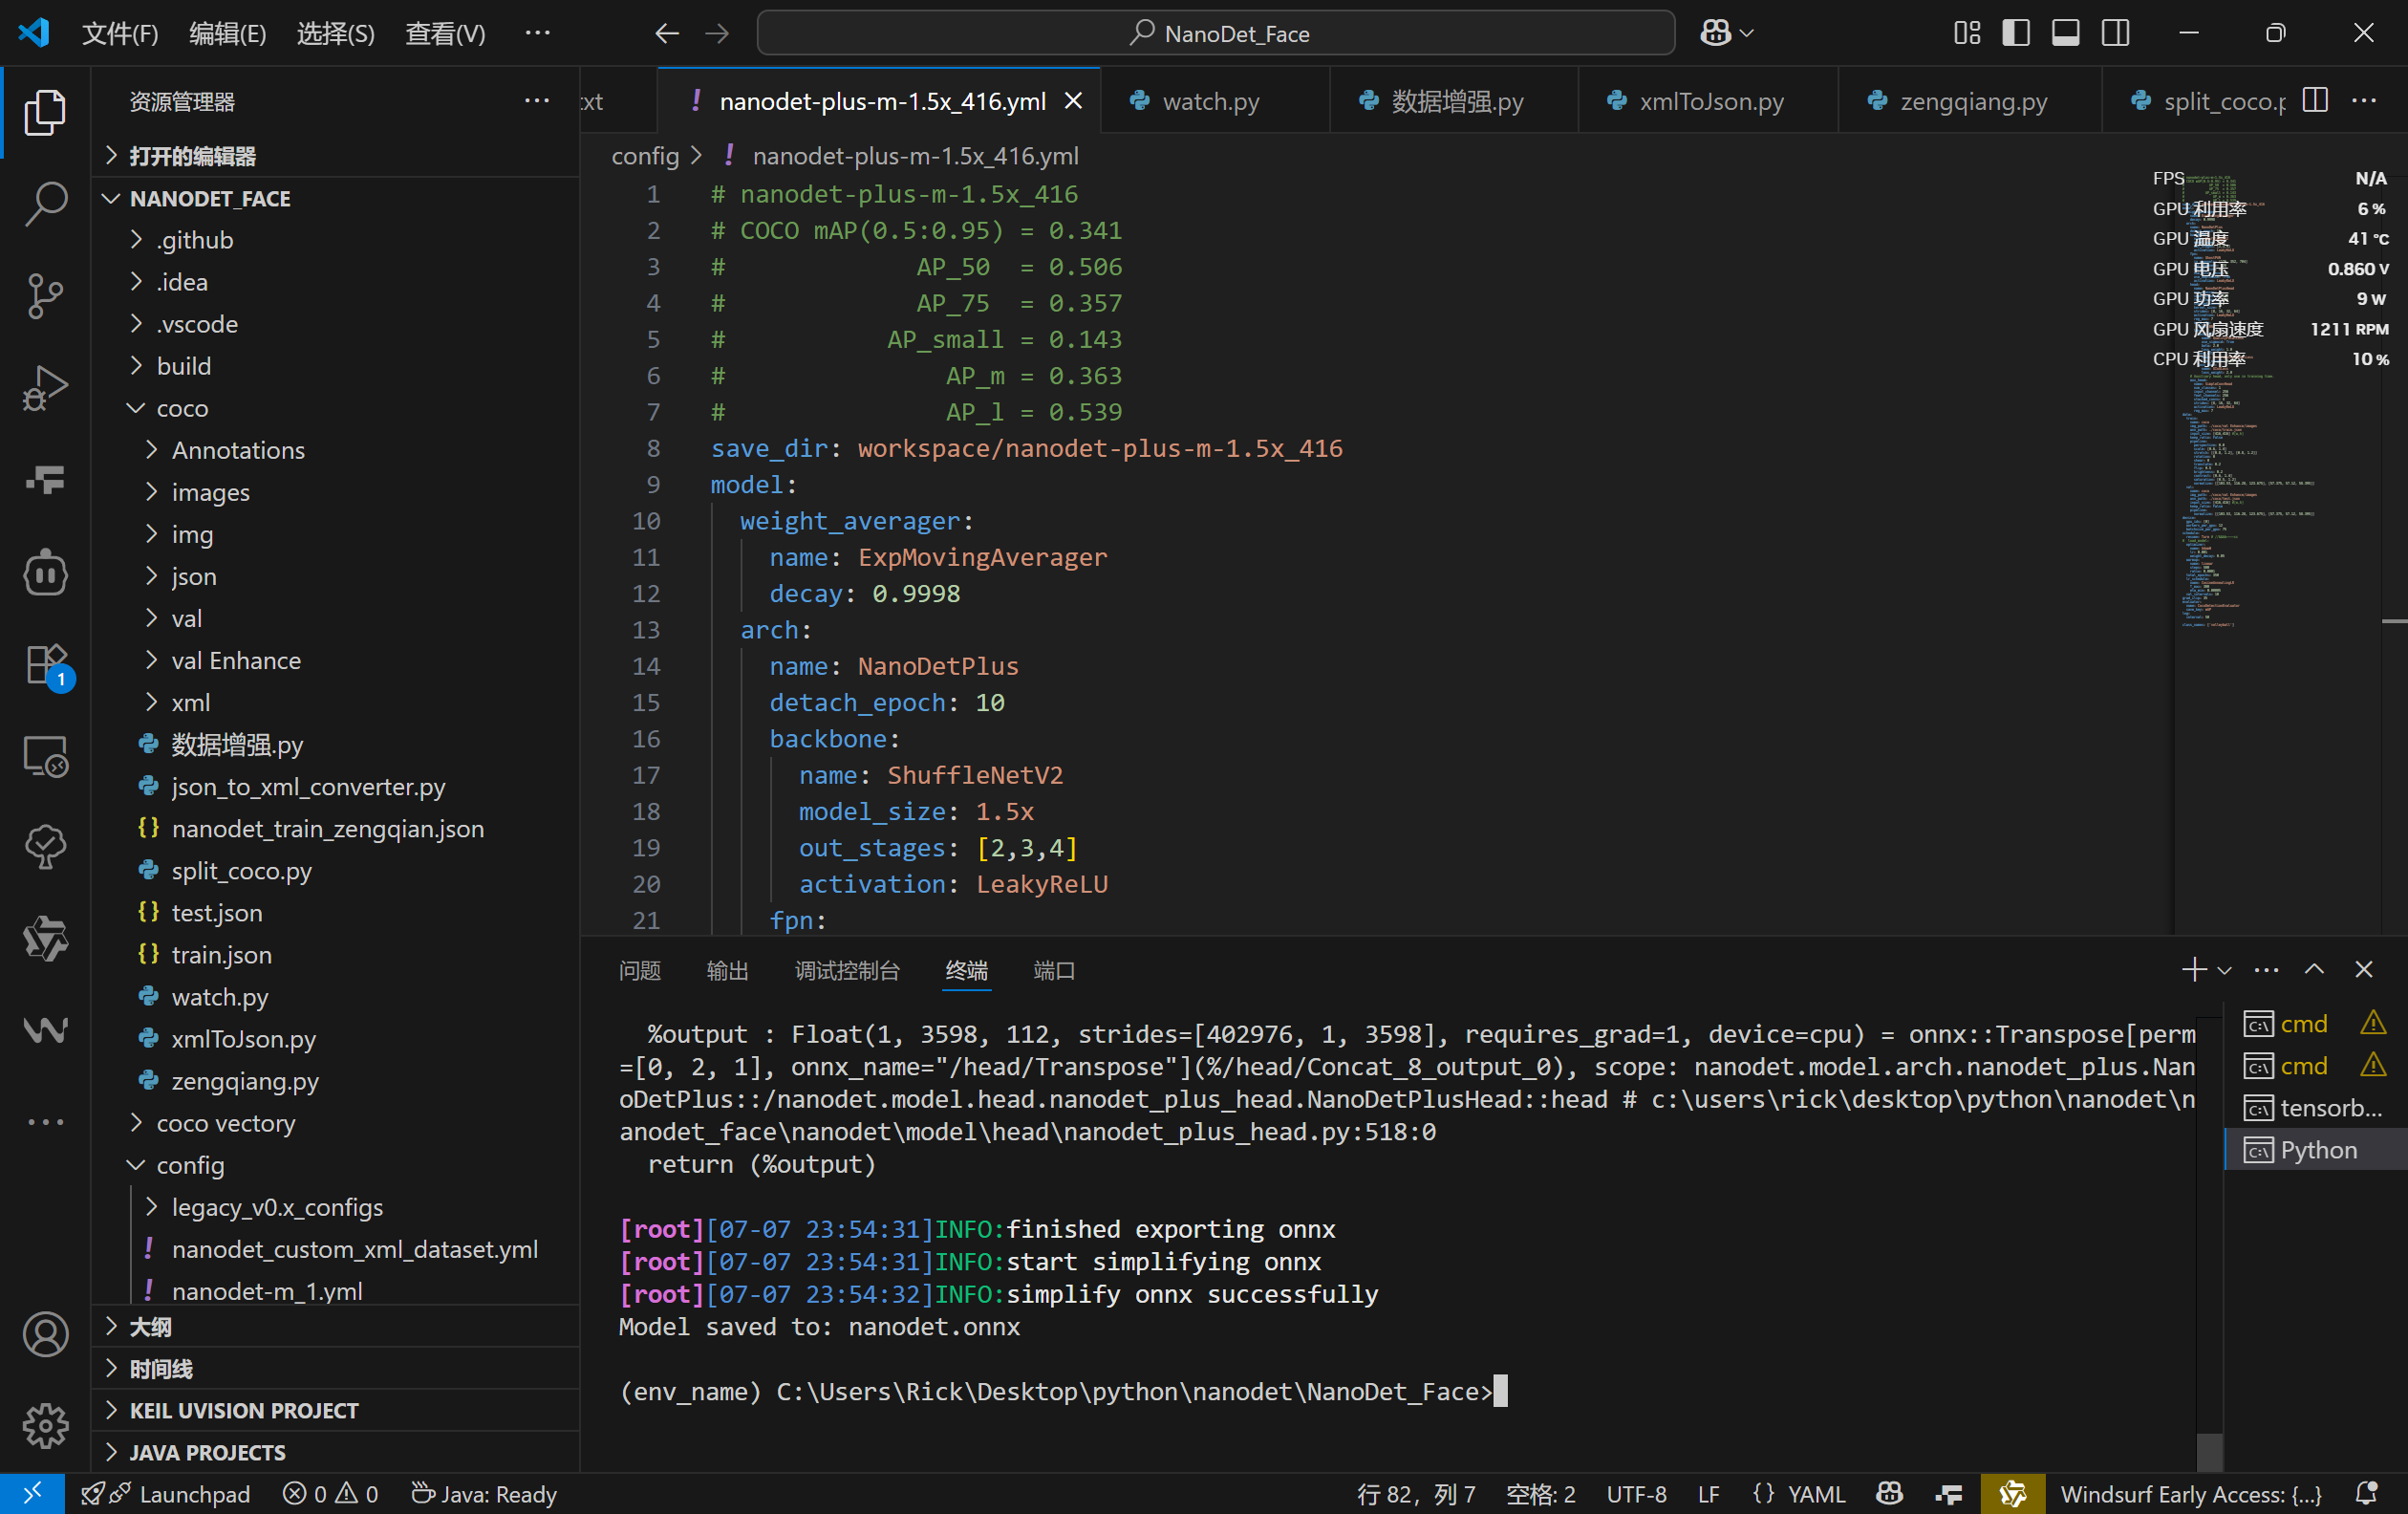 文件(F) 编辑(E) 选择(S) 查看(V) ··· NanoDet_Face
资源管理器
打开的编辑器
NANODET_FACE
.github
.idea
.vscode
build
coco
Annotations
images
img
json
val
val Enhance
xml
数据增强.py
json_to_xml_converter.py
nanodet_train_zengqian.json
split_coco.py
test.json
train.json
watch.py
xmlToJson.py
zengqiang.py
coco vectory
config
legacy_v0.x_configs
nanodet_custom_xml_dataset.yml
nanodet-m_1.yml
大纲
时间线
KEIL UVISION PROJECT
JAVA PROJECTS
1
txt ! nanodet-plus-m-1.5x_416.yml watch.py 数据增强.py xmlToJson.py zengqiang.py split_coco.p
config > ! nanodet-plus-m-1.5x_416.yml
1 # nanodet-plus-m-1.5x_416
2 # COCO mAP(0.5:0.95) = 0.341
3 # AP_50 = 0.506
4 # AP_75 = 0.357
5 # AP_small = 0.143
6 # AP_m = 0.363
7 # AP_l = 0.539
8 save_dir: workspace/nanodet-plus-m-1.5x_416
9 model:
10 weight_averager:
11 name: ExpMovingAverager
12 decay: 0.9998
13 arch:
14 name: NanoDetPlus
15 detach_epoch: 10
16 backbone:
17 name: ShuffleNetV2
18 model_size: 1.5x
19 out_stages: [2,3,4]
20 activation: LeakyReLU
21 fpn:
FPS N/A
GPU 利用率 6 %
GPU 温度 41 °C
GPU 电压 0.860 V
GPU 功率 9 W
GPU 风扇速度 1211 RPM
CPU 利用率 10 %
问题 输出 调试控制台 终端 端口
%output : Float(1, 3598, 112, strides=[402976, 1, 3598], requires_grad=1, device=cpu) = onnx::Transpose[perm
=[0, 2, 1], onnx_name="/head/Transpose"](%/head/Concat_8_output_0), scope: nanodet.model.arch.nanodet_plus.Nan
oDetPlus::/nanodet.model.head.nanodet_plus_head.NanoDetPlusHead::head # c:\users\rick\desktop\python\nanodet\n
anodet_face\nanodet\model\head\nanodet_plus_head.py:518:0
return (%output)
[root][07-07 23:54:31]INFO:finished exporting onnx
[root][07-07 23:54:31]INFO:start simplifying onnx
[root][07-07 23:54:32]INFO:simplify onnx successfully
Model saved to: nanodet.onnx
(env_name) C:\Users\Rick\Desktop\python\nanodet\NanoDet_Face>
cmd
cmd
tensorb...
Python
Launchpad 0 0 Java: Ready 行 82，列 7 空格: 2 UTF-8 LF {} YAML Windsurf Early Access: {...}